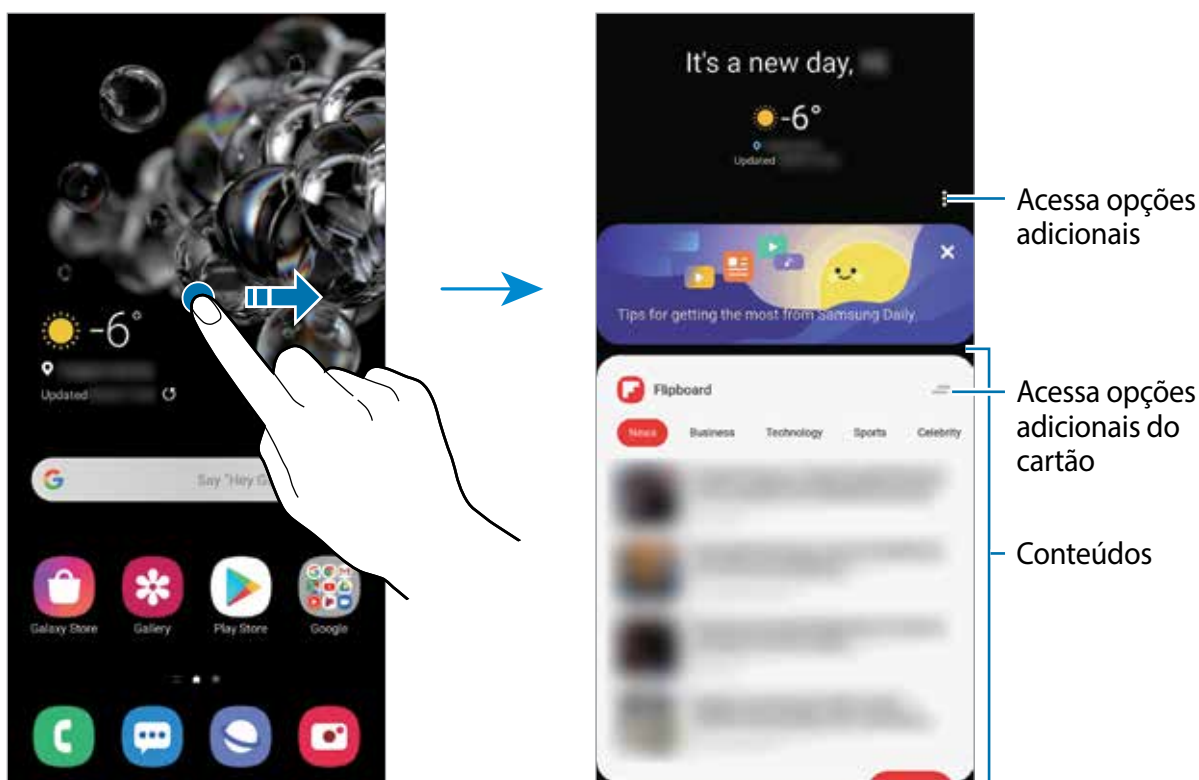 -6°
Updated
Say "Hey G
Galaxy Store
Gallery
Play Store
Google
It's a new day,
-6°
Updated
Tips for getting the most from Samsung Daily.
Flipboard
News
Business
Technology
Sports
Celebrity
Acessa opções
adicionais
Acessa opções
adicionais do
cartão
Conteúdos